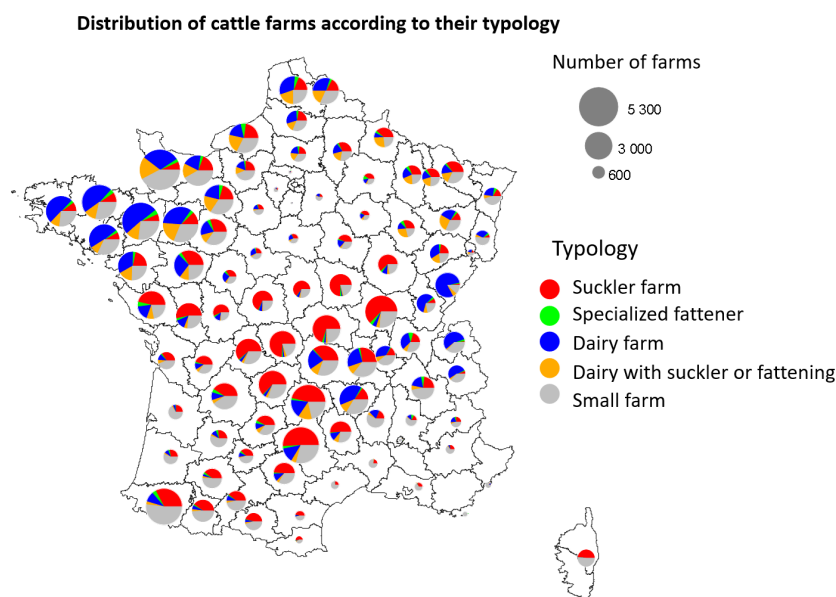 Distribution of cattle farms according to their typology
Number of farms
5 300
3 000
600
Typology
Suckler farm
Specialized fattener
Dairy farm
Dairy with suckler or fattening
Small farm